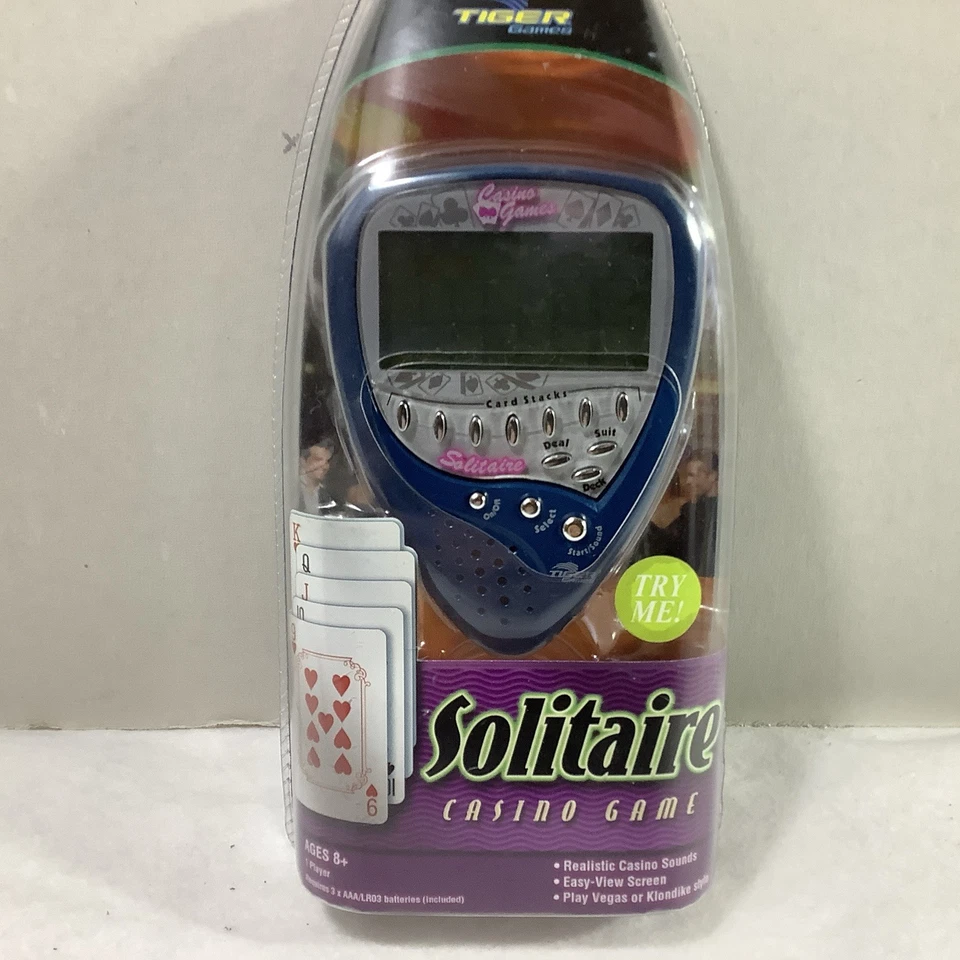 TIGER
Games
Casino
Games
Card Stacks
Deal
Suit
Solitaire
Deck
On/Off
Select
Start/Sound
TIGER
K
Q
J
10
9
10
TRY
ME!
Solitaire
CASINO GAME
AGES 8+
1 Player
Requires 3 x AAA/LR03 batteries (included)
• Realistic Casino Sounds
• Easy-View Screen
• Play Vegas or Klondike style